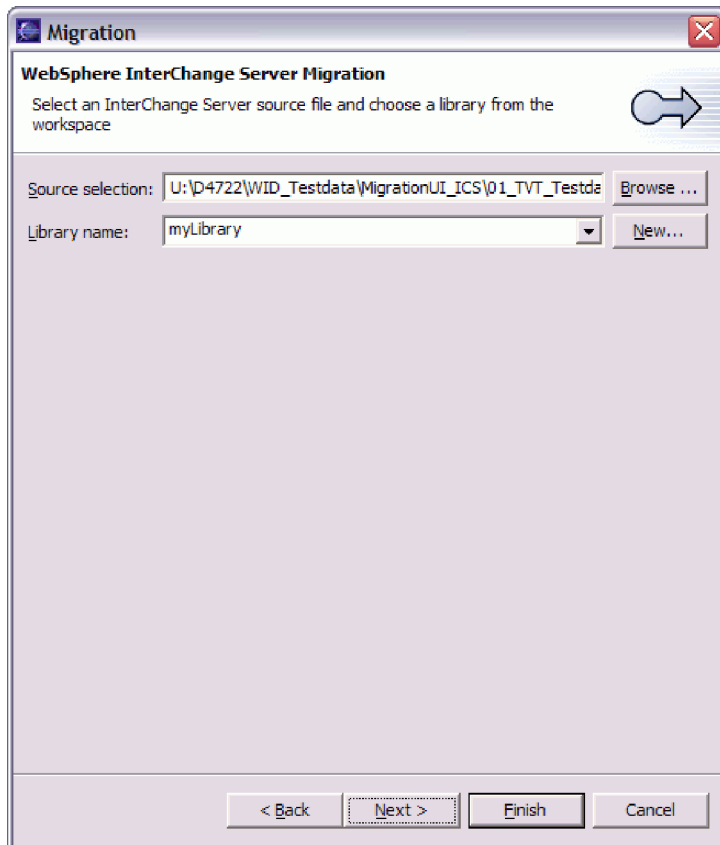 Migration
WebSphere InterChange Server Migration
Select an InterChange Server source file and choose a library from the
workspace
Source selection: U:\D4722\WID_Testdata\MigrationUI_ICS\01_TVT_Testda Browse ...
Library name: myLibrary New...
< Back Next > Finish Cancel